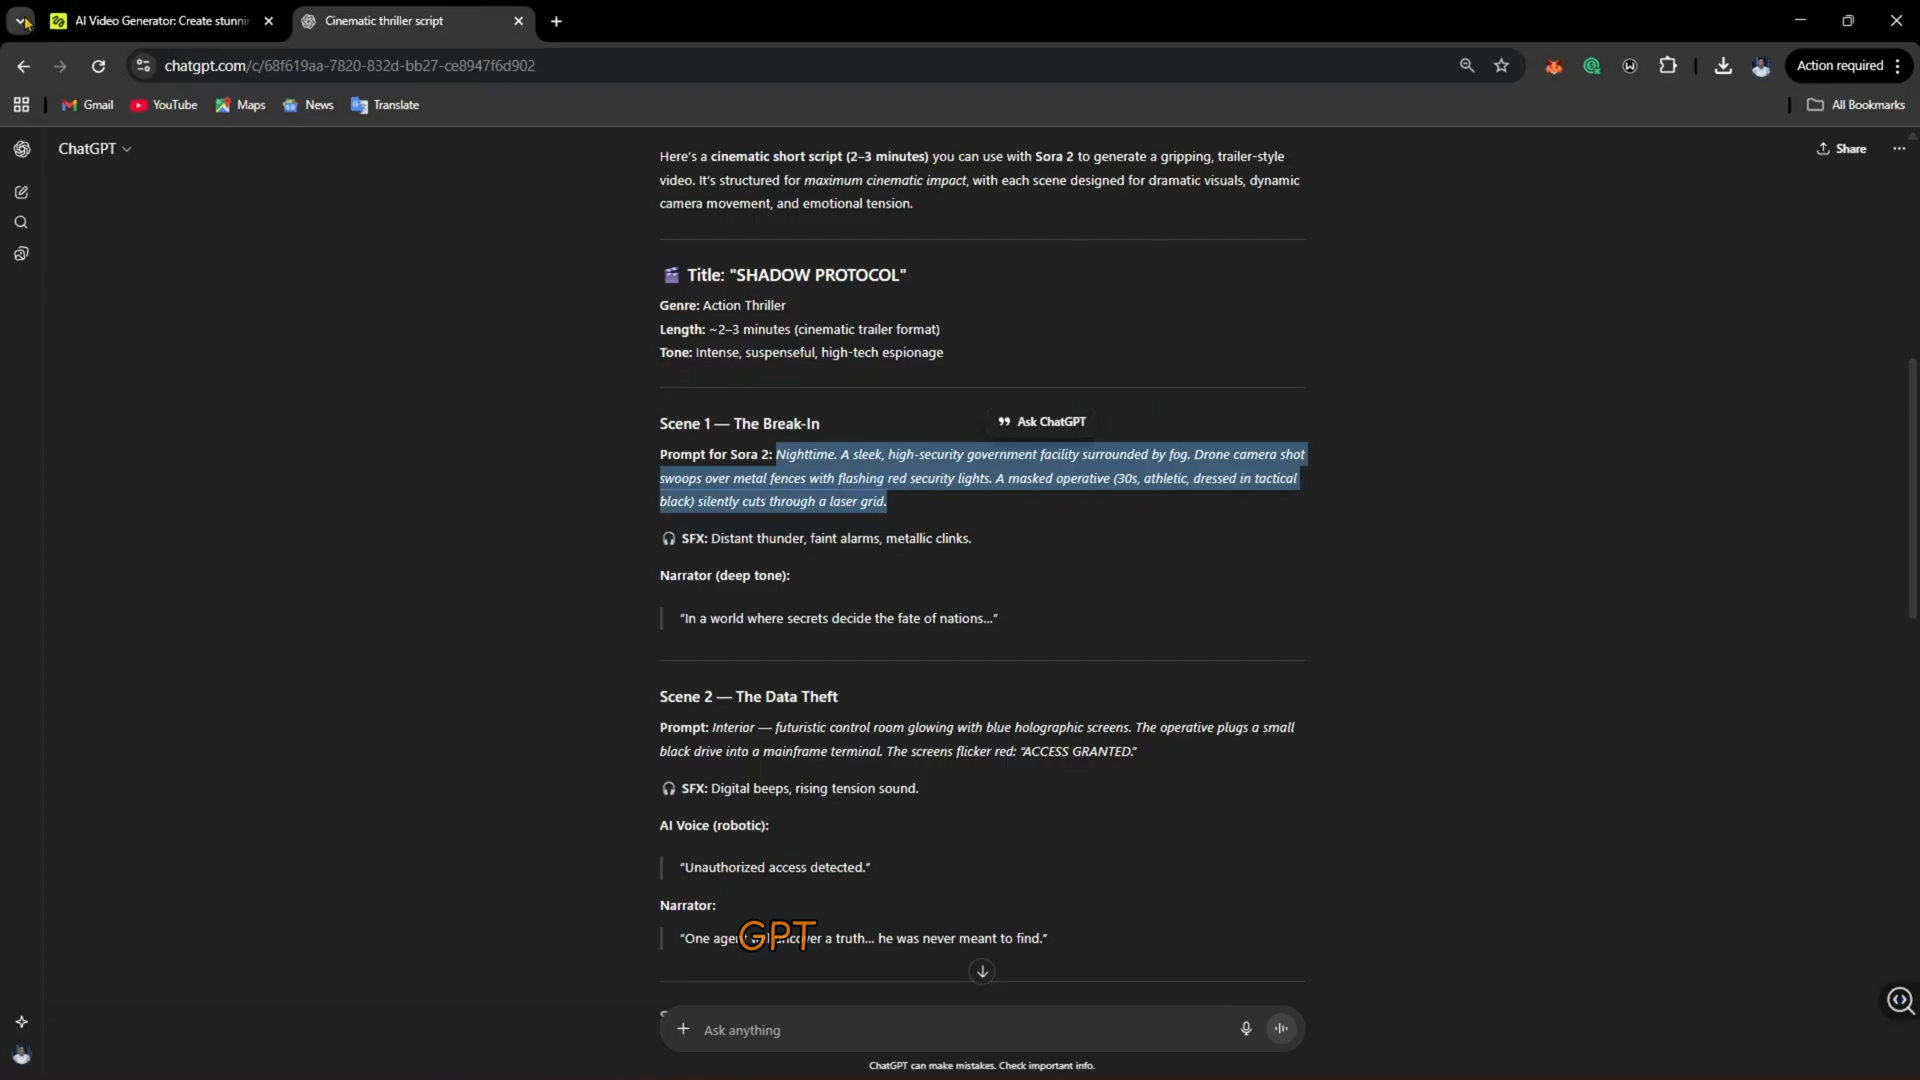 AI Video Generator: Create stunnin
Cinematic thriller script
chatgpt.com/c/68f619aa-7820-832d-bb27-ce8947f6d902
Action required
Gmail
YouTube
Maps
News
Translate
All Bookmarks
ChatGPT
Share
Here's a cinematic short script (2–3 minutes) you can use with Sora 2 to generate a gripping, trailer-style
video. It's structured for maximum cinematic impact, with each scene designed for dramatic visuals, dynamic
camera movement, and emotional tension.
Title: "SHADOW PROTOCOL"
Genre: Action Thriller
Length: ~2–3 minutes (cinematic trailer format)
Tone: Intense, suspenseful, high-tech espionage
Scene 1 — The Break-In
Ask ChatGPT
Prompt for Sora 2: Nighttime. A sleek, high-security government facility surrounded by fog. Drone camera shot
swoops over metal fences with flashing red security lights. A masked operative (30s, athletic, dressed in tactical
black) silently cuts through a laser grid.
SFX: Distant thunder, faint alarms, metallic clinks.
Narrator (deep tone):
"In a world where secrets decide the fate of nations…"
Scene 2 — The Data Theft
Prompt: Interior — futuristic control room glowing with blue holographic screens. The operative plugs a small
black drive into a mainframe terminal. The screens flicker red: "ACCESS GRANTED."
SFX: Digital beeps, rising tension sound.
AI Voice (robotic):
"Unauthorized access detected."
Narrator:
"One agent a truth… he was never meant to find."
GPT
Ask anything
ChatGPT can make mistakes. Check important info.